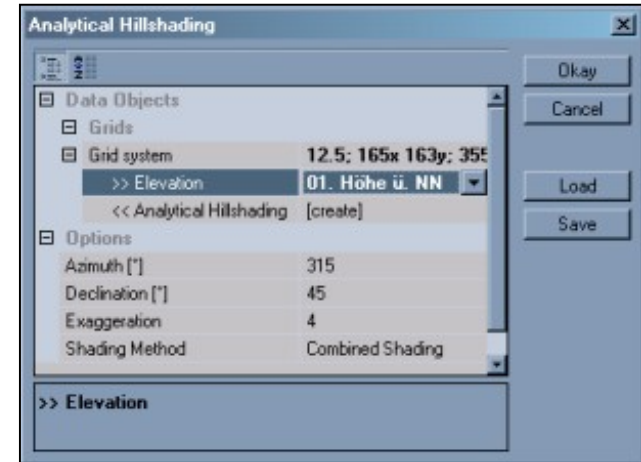 Analytical Hillshading
Okay
Cancel
Load
Save
Data Objects
Grids
Grid system 12.5; 165x 163y; 355
>> Elevation 01. Höhe ü. NN
<< Analytical Hillshading [create]
Options
Azimuth [°] 315
Declination [°] 45
Exaggeration 4
Shading Method Combined Shading
>> Elevation